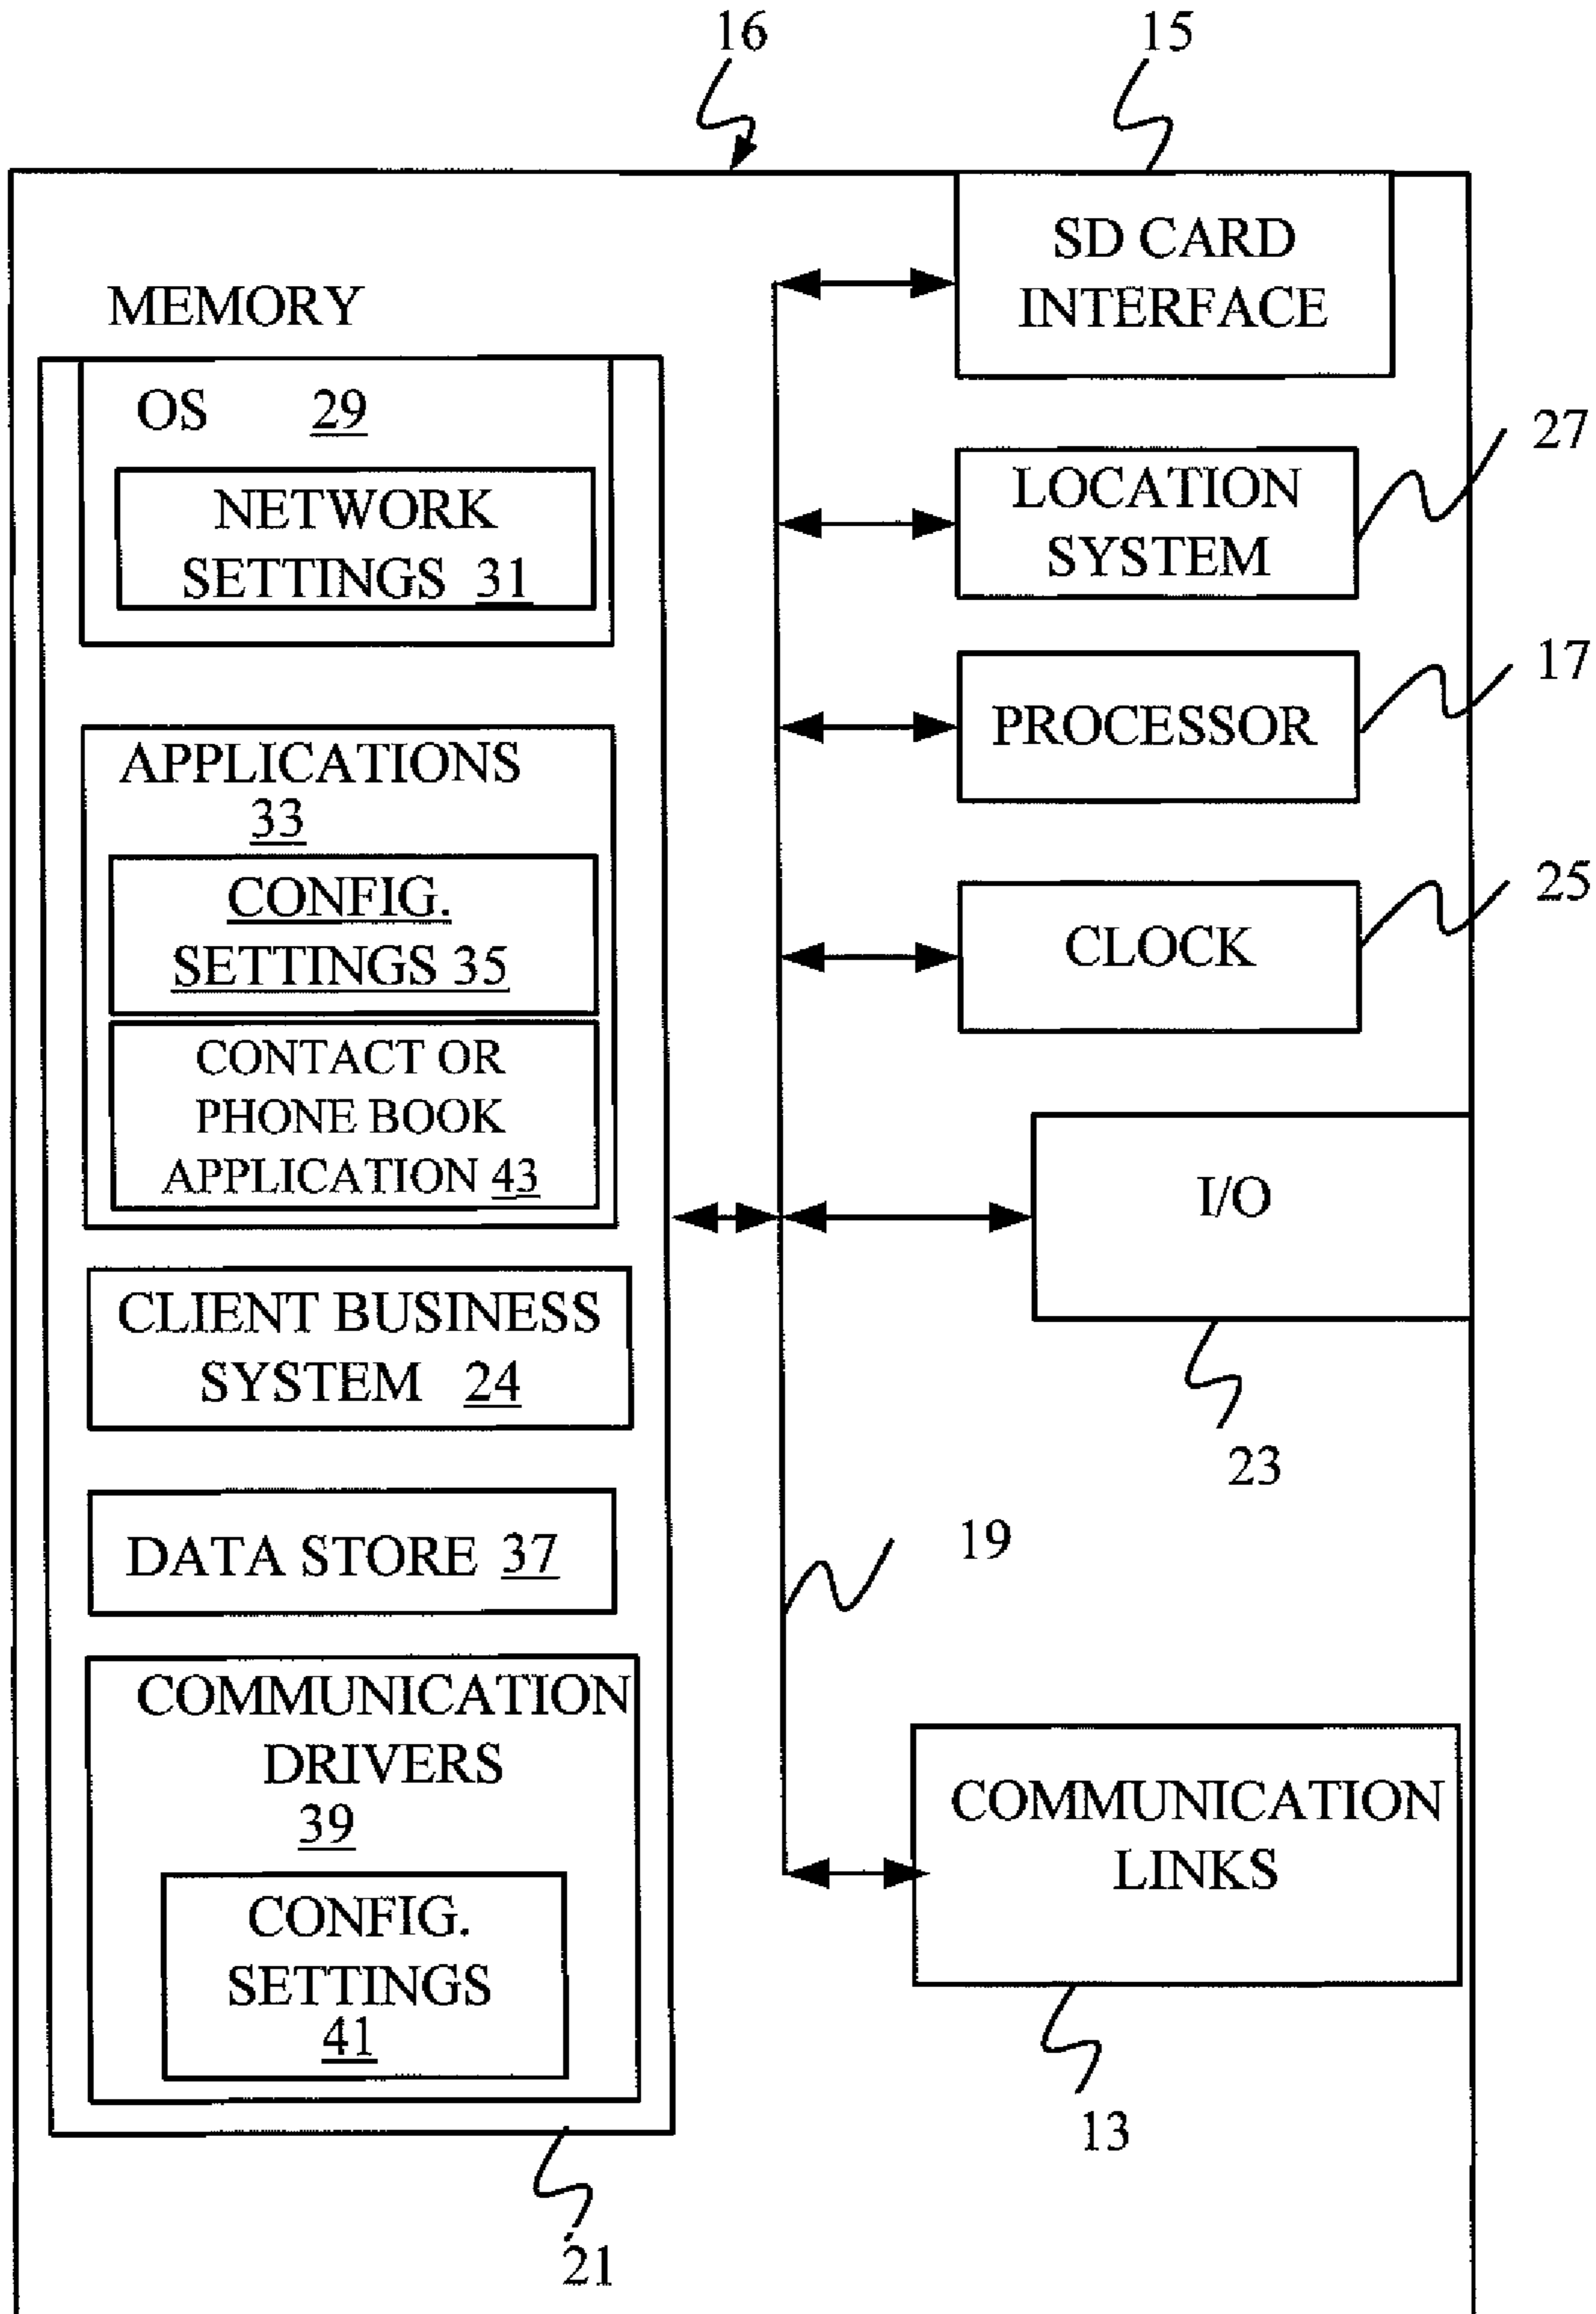 16
15
MEMORY
OS 29
NETWORK
SETTINGS 31
APPLICATIONS
33
CONFIG.
SETTINGS 35
CONTACT OR
PHONE BOOK
APPLICATION 43
CLIENT BUSINESS
SYSTEM 24
DATA STORE 37
COMMUNICATION
DRIVERS
39
CONFIG.
SETTINGS
41
21
SD CARD
INTERFACE
LOCATION
SYSTEM
27
PROCESSOR
17
CLOCK
25
I/O
23
19
COMMUNICATION
LINKS
13